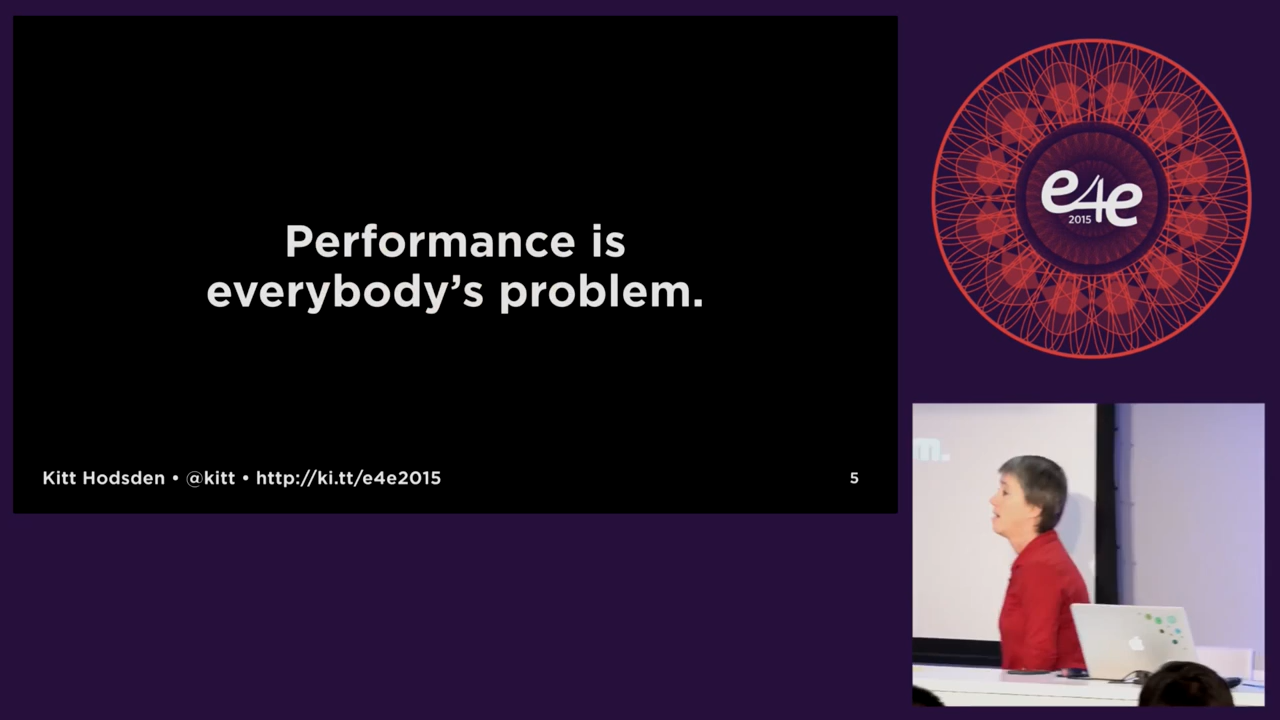 Performance is
everybody’s problem.
Kitt Hodsden • @kitt • http://ki.tt/e4e2015
5
e4e
2015
m.